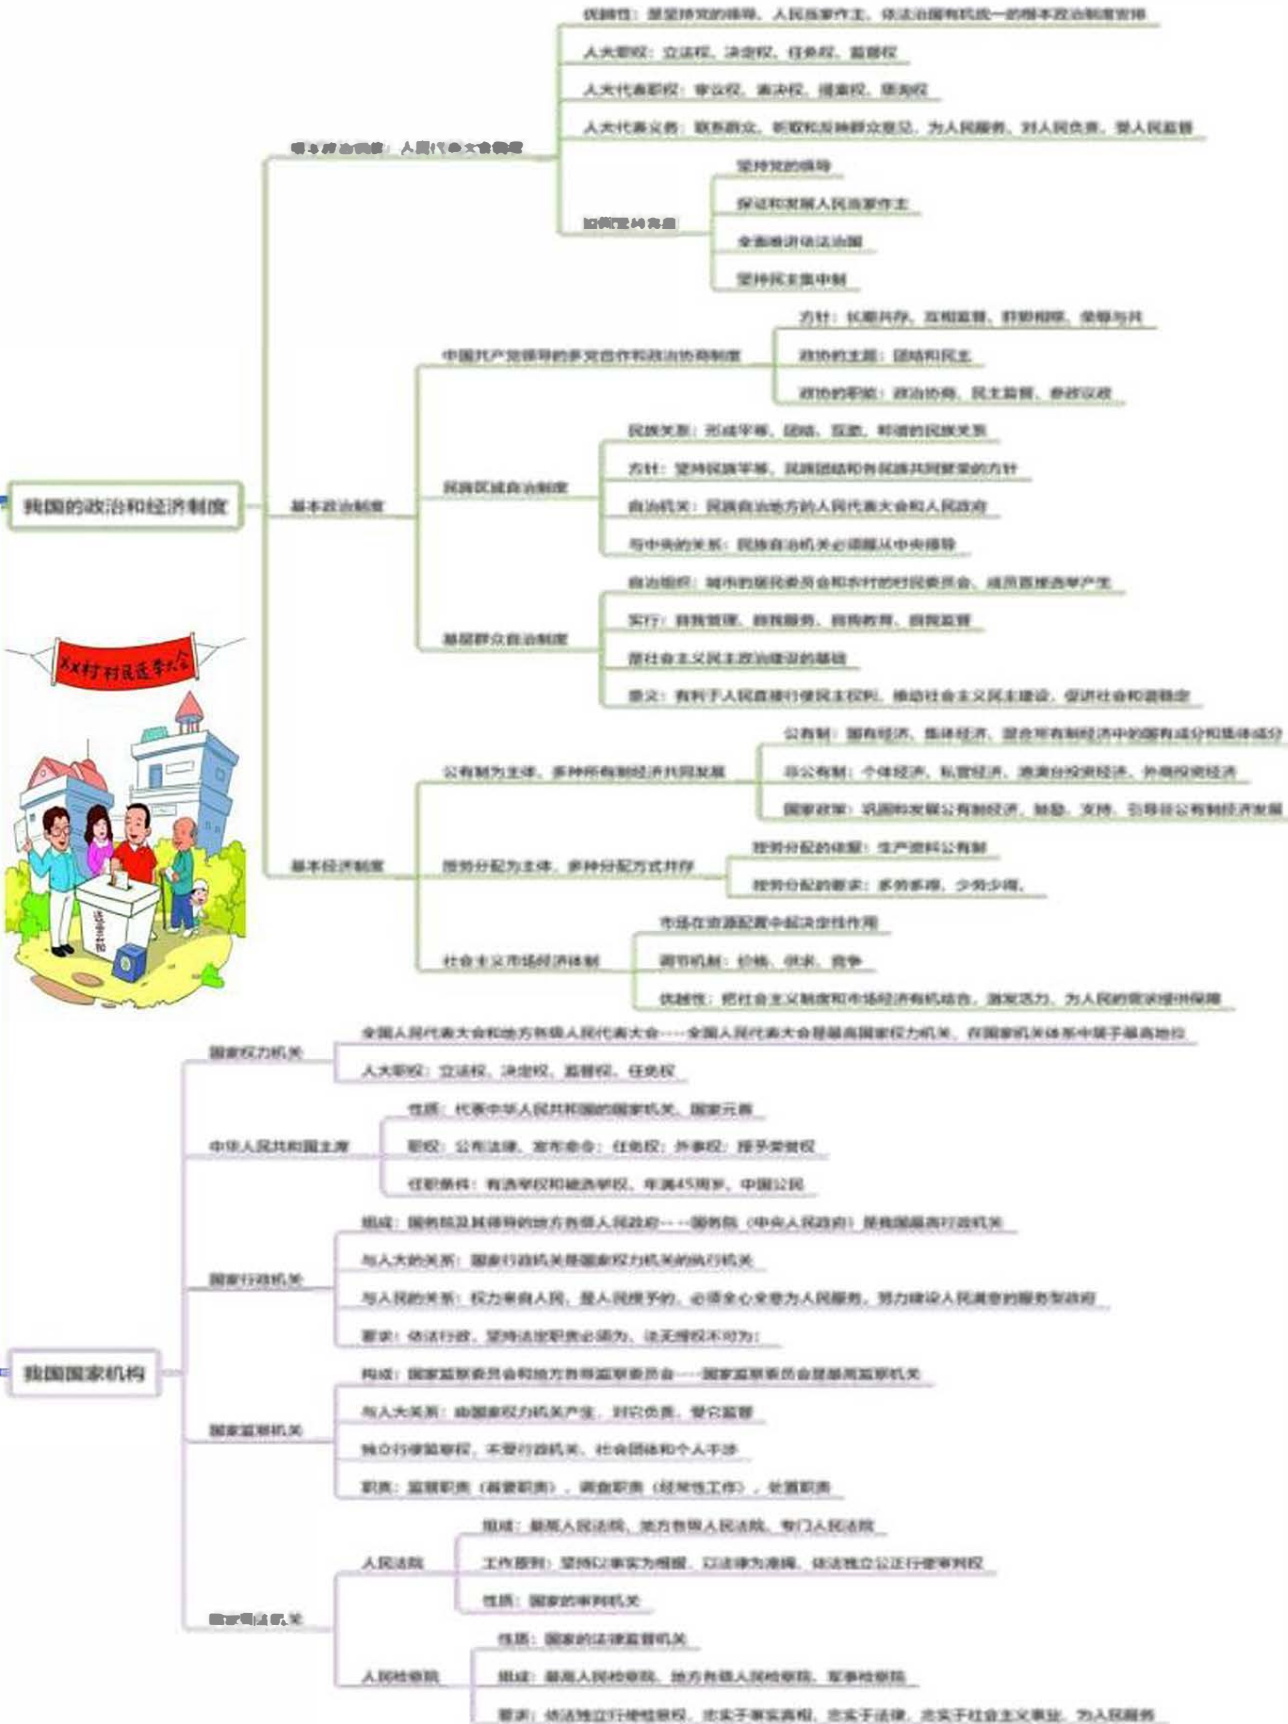 优越性：是坚持党的领导、人民当家作主、依法治国有机统一的根本政治制度安排
人大职权：立法权、决定权、任免权、监督权
人大代表职权：审议权、表决权、提案权、质询权
人大代表义务：联系群众、听取和反映群众意见，为人民服务，对人民负责，受人民监督
人民代表大会制度
坚持党的领导
保证和发展人民当家作主
全面推进依法治国
坚持民主集中制
方针：长期共存、互相监督、肝胆相照、荣辱与共
中国共产党领导的多党合作和政治协商制度
政协的主题：团结和民主
政协的职能：政治协商、民主监督、参政议政
民族关系：形成平等、团结、互助、和谐的民族关系
方针：坚持民族平等、民族团结和各民族共同繁荣的方针
民族区域自治制度
我国的政治和经济制度
基本政治制度
自治机关：民族自治地方的人民代表大会和人民政府
与中央的关系：民族自治机关必须服从中央领导
自治组织：城市的居民委员会和农村的村民委员会，成员直接选举产生
实行：自我管理、自我服务、自我教育、自我监督
基层群众自治制度
是社会主义民主政治建设的基础
意义：有利于人民直接行使民主权利，推动社会主义民主建设，促进社会和谐稳定
XX村村民选举大会
公有制：国有经济、集体经济、混合所有制经济中的国有成分和集体成分
公有制为主体，多种所有制经济共同发展
非公有制：个体经济、私营经济、港澳台投资经济、外商投资经济
国家政策：巩固和发展公有制经济，鼓励、支持、引导非公有制经济发展
按劳分配的依据：生产资料公有制
基本经济制度
按劳分配为主体，多种分配方式并存
按劳分配的要求：多劳多得，少劳少得。
市场在资源配置中起决定性作用
社会主义市场经济体制
调节机制：价格、供求、竞争
优越性：把社会主义制度和市场经济有机结合，激发活力，为人民的需求提供保障
全国人民代表大会和地方各级人民代表大会----全国人民代表大会是最高国家权力机关，在国家机关体系中居于最高地位
国家权力机关
人大职权：立法权、决定权、监督权、任免权
性质：代表中华人民共和国的国家机关、国家元首
中华人民共和国主席
职权：公布法律、发布命令；任免权；外事权；授予荣誉权
任职条件：有选举权和被选举权、年满45周岁、中国公民
组成：国务院及其领导的地方各级人民政府----国务院（中央人民政府）是我国最高行政机关
与人大的关系：国家行政机关是国家权力机关的执行机关
国家行政机关
与人民的关系：权力来自人民，是人民授予的，必须全心全意为人民服务，努力建设人民满意的服务型政府
要求：依法行政，坚持法定职责必须为、法无授权不可为；
我国国家机构
构成：国家监察委员会和地方各级监察委员会----国家监察委员会是最高监察机关
与人大关系：由国家权力机关产生，对它负责，受它监督
国家监察机关
独立行使监察权，不受行政机关、社会团体和个人干涉
职责：监督职责（首要职责）、调查职责（经常性工作）、处置职责
组成：最高人民法院、地方各级人民法院、专门人民法院
人民法院
工作原则：坚持以事实为根据，以法律为准绳，依法独立公正行使审判权
性质：国家的审判机关
性质：国家的法律监督机关
人民检察院
组成：最高人民检察院、地方各级人民检察院、军事检察院
要求：依法独立行使检察权，忠实于事实真相，忠实于法律，忠实于社会主义事业，为人民服务